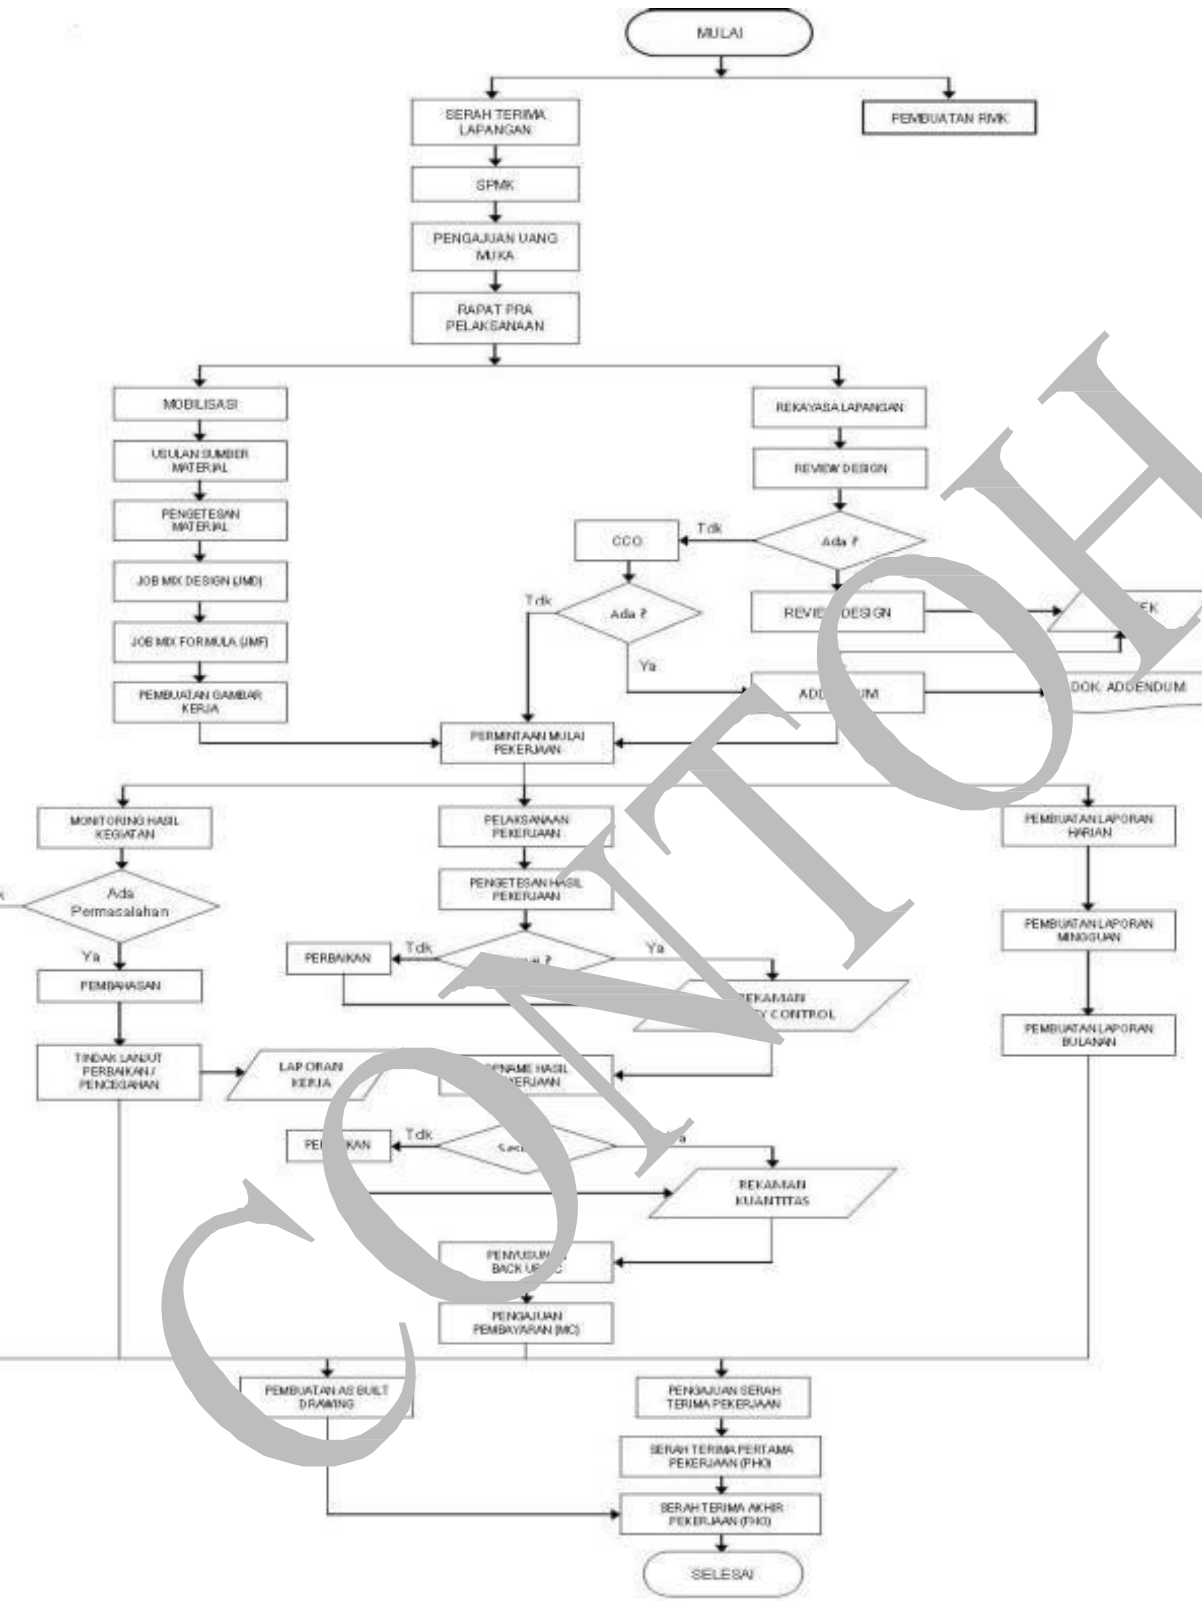 MULAI
SERAH TERIMA
LAPANGAN
PEMBUATAN RMK
SPMK
PENGAJUAN UANG
MUKA
RAPAT PRA
PELAKSANAAN
MOBILISASI
REKAYASA LAPANGAN
USULAN SUMBER
MATERIAL
REVIEW DESIGN
PENGETESAN
MATERIAL
Tdk
CCO
Ada ?
JOB MIX DESIGN (JMD)
Tdk
Ada ?
REVIEW DESIGN
JOB MIX FORMULA (JMF)
Ya
PEMBUATAN GAMBAR
KERJA
DOK. ADDENDUM
PERMINTAAN MULAI
PEKERJAAN
MONITORING HASIL
KEGIATAN
PELAKSANAAN
PEKERJAAN
PEMBUATAN LAPORAN
HARIAN
Ada
Permasalahan
PENGETESAN HASIL
PEKERJAAN
PEMBUATAN LAPORAN
MINGGUAN
Ya
PERBAIKAN
Tdk
Ya
PEMBAHASAN
REKAMAN
CONTROL
PEMBUATAN LAPORAN
BULANAN
TINDAK LANJUT
PERBAIKAN /
PENCEGAHAN
LAPORAN
KERJA
HASIL
Tdk
REKAMAN
KUANTITAS
BACK
PENGAJUAN
PEMBAYARAN (MC)
PEMBUATAN AS BUILT
DRAWING
PENGAJUAN SERAH
TERIMA PEKERJAAN
SERAH TERIMA PERTAMA
PEKERJAAN (PHO)
SERAH TERIMA AKHIR
PEKERJAAN (FHO)
SELESAI
CONTOH